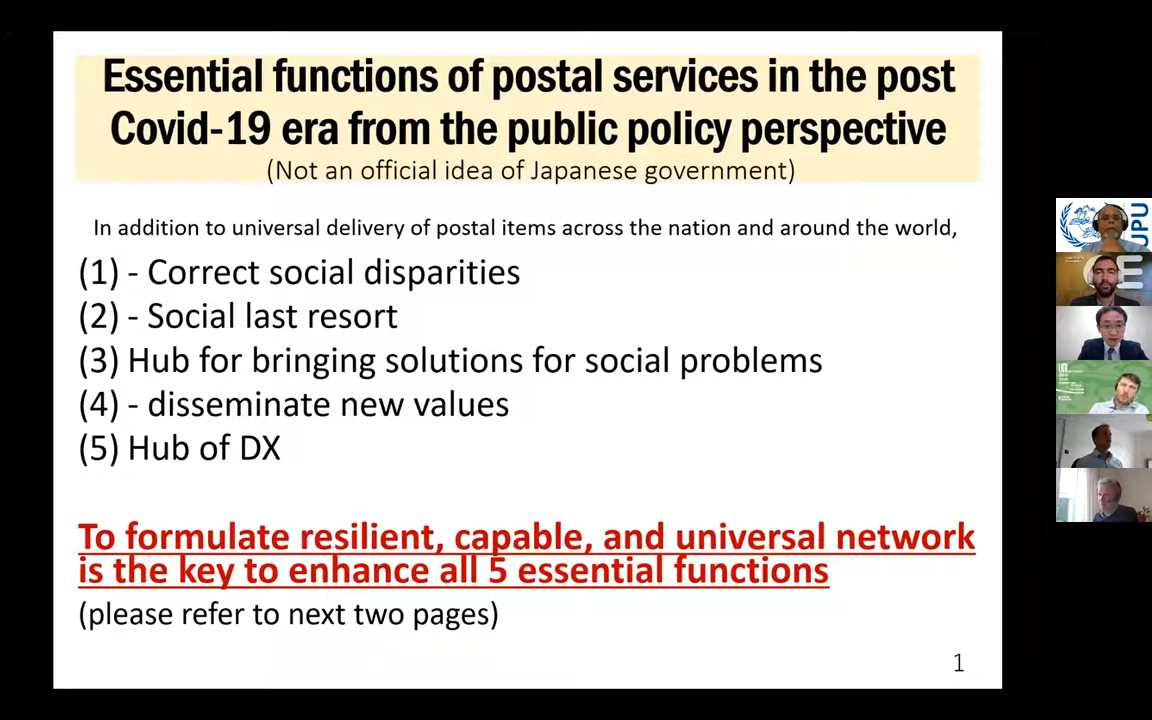 Essential functions of postal services in the post
Covid-19 era from the public policy perspective
(Not an official idea of Japanese government)
In addition to universal delivery of postal items across the nation and around the world,
(1) - Correct social disparities
(2) - Social last resort
(3) Hub for bringing solutions for social problems
(4) - disseminate new values
(5) Hub of DX
To formulate resilient, capable, and universal network
is the key to enhance all 5 essential functions
(please refer to next two pages)
1
UPU